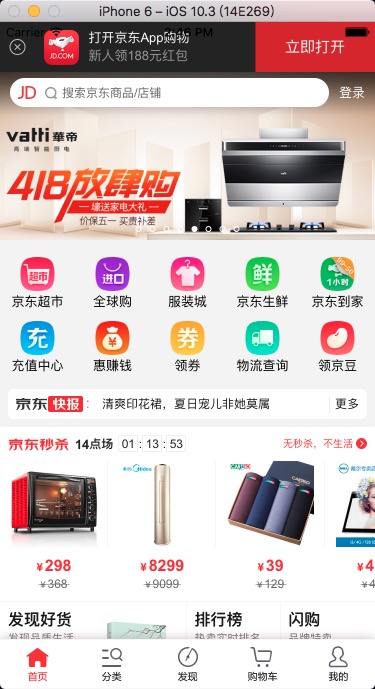 iPhone 6 – iOS 10.3 (14E269)
Carrier
PM
打开京东App购物
新人领188元红包
立即打开
JD.COM
JD 搜索京东商品/店铺 登录
vatti 華帝
高端智能厨电
418放肆购
壕送家电大礼
价保五一 买贵补差
超市 进口 鲜 1小时
京东超市 全球购 服装城 京东生鲜 京东到家
充 券
充值中心 惠赚钱 领券 物流查询 领京豆
京东快报： 清爽印花裙，夏日宠儿非她莫属 更多
京东秒杀 14点场 01 : 13 : 53 无秒杀，不生活
Midea
CARTELO
DELL 戴尔专卖店
¥298 ¥8299 ¥39 ¥4
¥368 ¥9099 ¥129
发现好货 排行榜 闪购
发现品质生活 热卖实时排名 品牌特卖
首页 分类 发现 购物车 我的